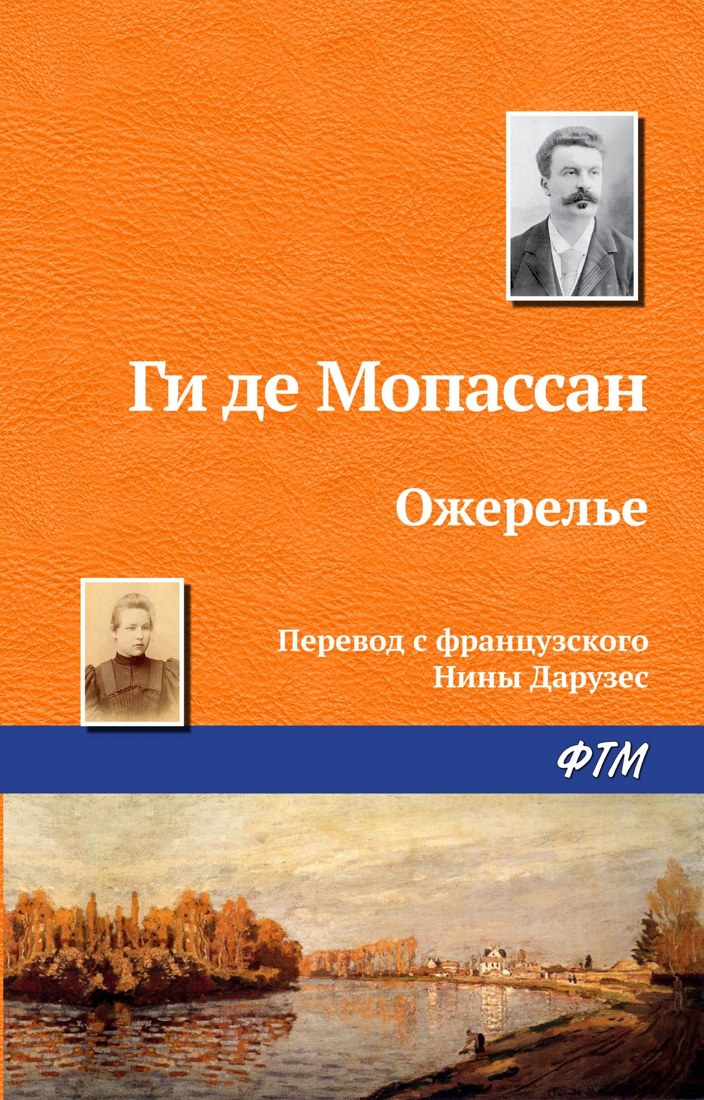 Ги де Мопассан
Ожерелье
Перевод с французского
Нины Дарузес
ФТМ